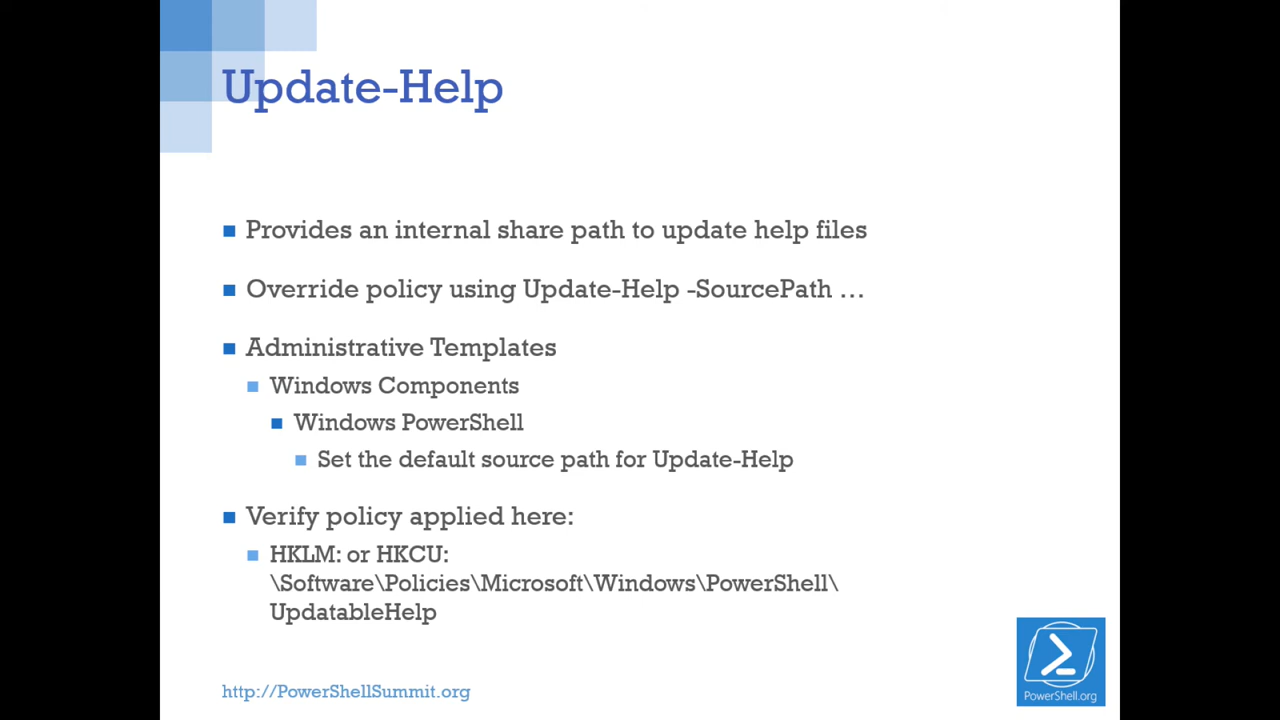 Update-Help
Provides an internal share path to update help files
Override policy using Update-Help -SourcePath …
Administrative Templates
Windows Components
Windows PowerShell
Set the default source path for Update-Help
Verify policy applied here:
HKLM: or HKCU:
\Software\Policies\Microsoft\Windows\PowerShell\
UpdatableHelp
http://PowerShellSummit.org
PowerShell.org